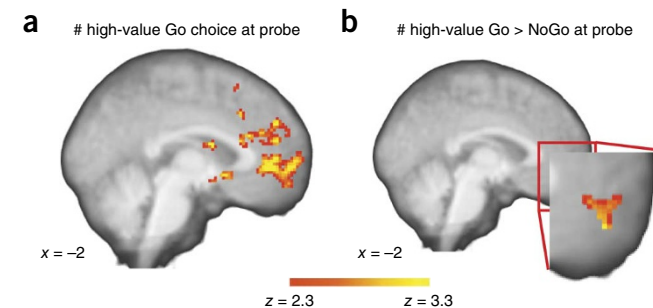 a
# high-value Go choice at probe
b
# high-value Go > NoGo at probe
x = –2
x = –2
z = 2.3
z = 3.3